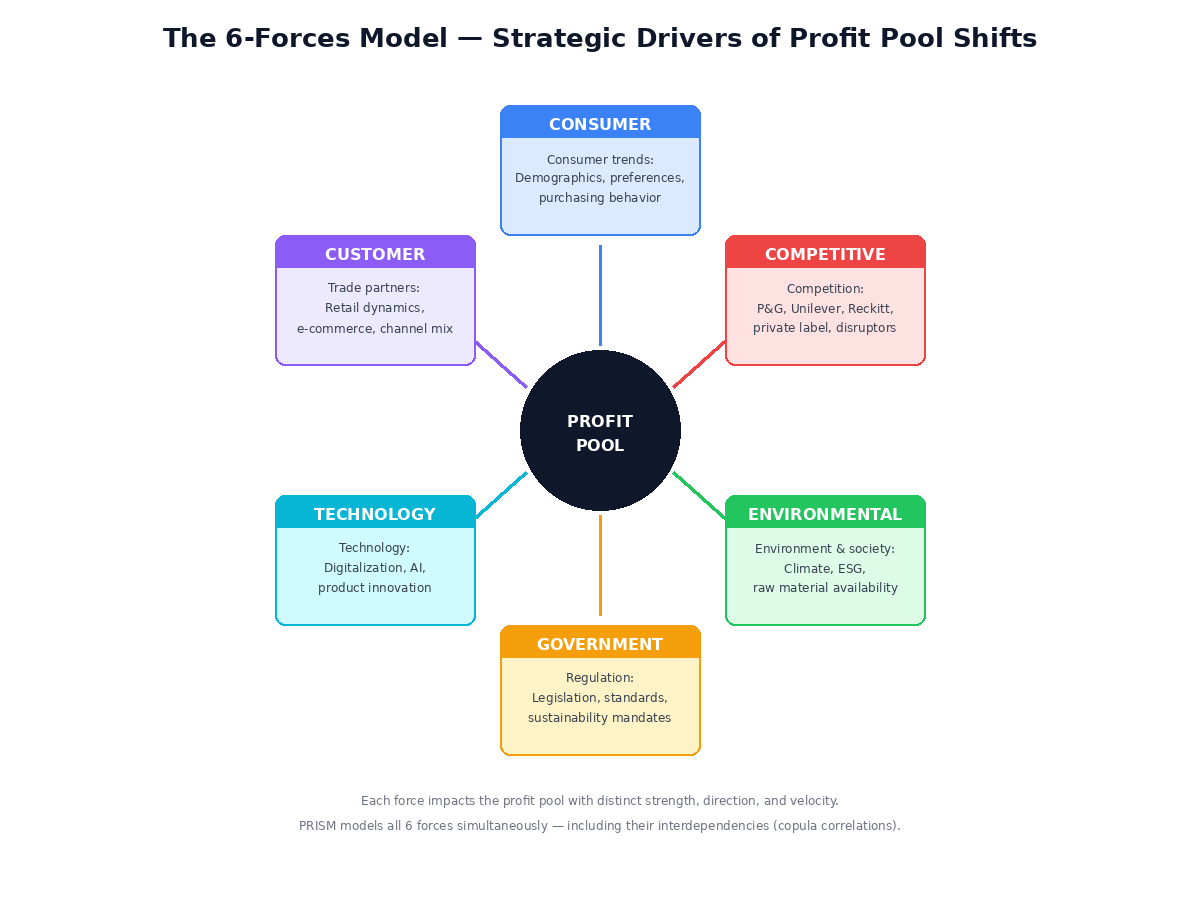 The 6-Forces Model — Strategic Drivers of Profit Pool Shifts
CONSUMER
Consumer trends:
Demographics, preferences,
purchasing behavior
CUSTOMER
Trade partners:
Retail dynamics,
e-commerce, channel mix
COMPETITIVE
Competition:
P&G, Unilever, Reckitt,
private label, disruptors
PROFIT
POOL
TECHNOLOGY
Technology:
Digitalization, AI,
product innovation
ENVIRONMENTAL
Environment & society:
Climate, ESG,
raw material availability
GOVERNMENT
Regulation:
Legislation, standards,
sustainability mandates
Each force impacts the profit pool with distinct strength, direction, and velocity.
PRISM models all 6 forces simultaneously — including their interdependencies (copula correlations).